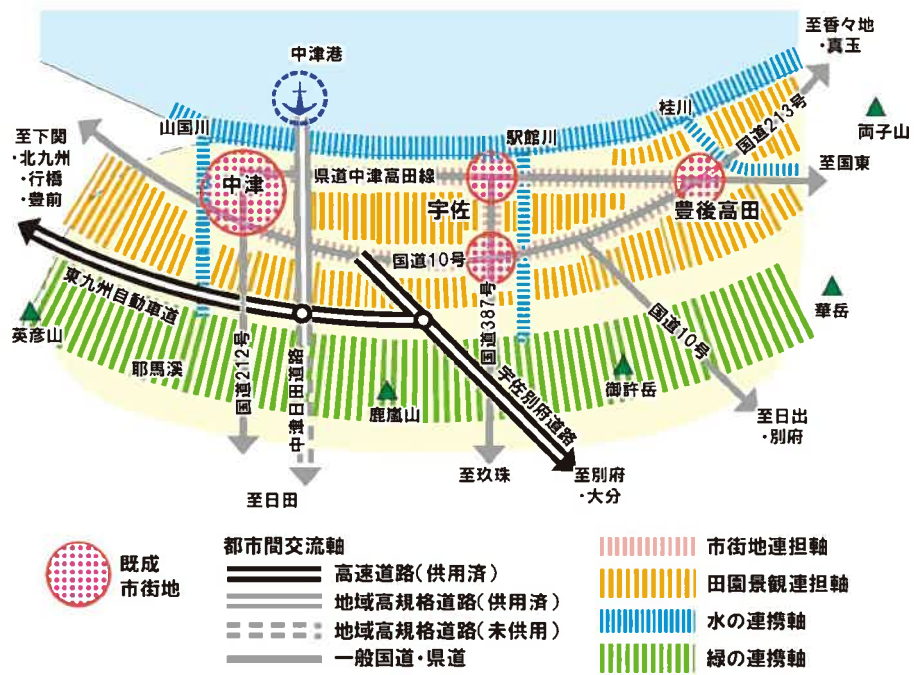 中津港
至香々地
・真玉
山国川
駅館川
桂川
国道213号
両子山
至下関
・北九州
・行橋
・豊前
中津
県道中津高田線
宇佐
豊後高田
至国東
国道10号
東九州自動車道
英彦山
耶馬溪
国道212号
中津日田道路
鹿嵐山
国道387号
宇佐別府道路
御許岳
国道10号
華岳
至日田
至玖珠
至別府
・大分
至日出
・別府
既成
市街地
都市間交流軸
高速道路(供用済)
地域高規格道路(供用済)
地域高規格道路(未供用)
一般国道・県道
市街地連担軸
田園景観連担軸
水の連携軸
緑の連携軸